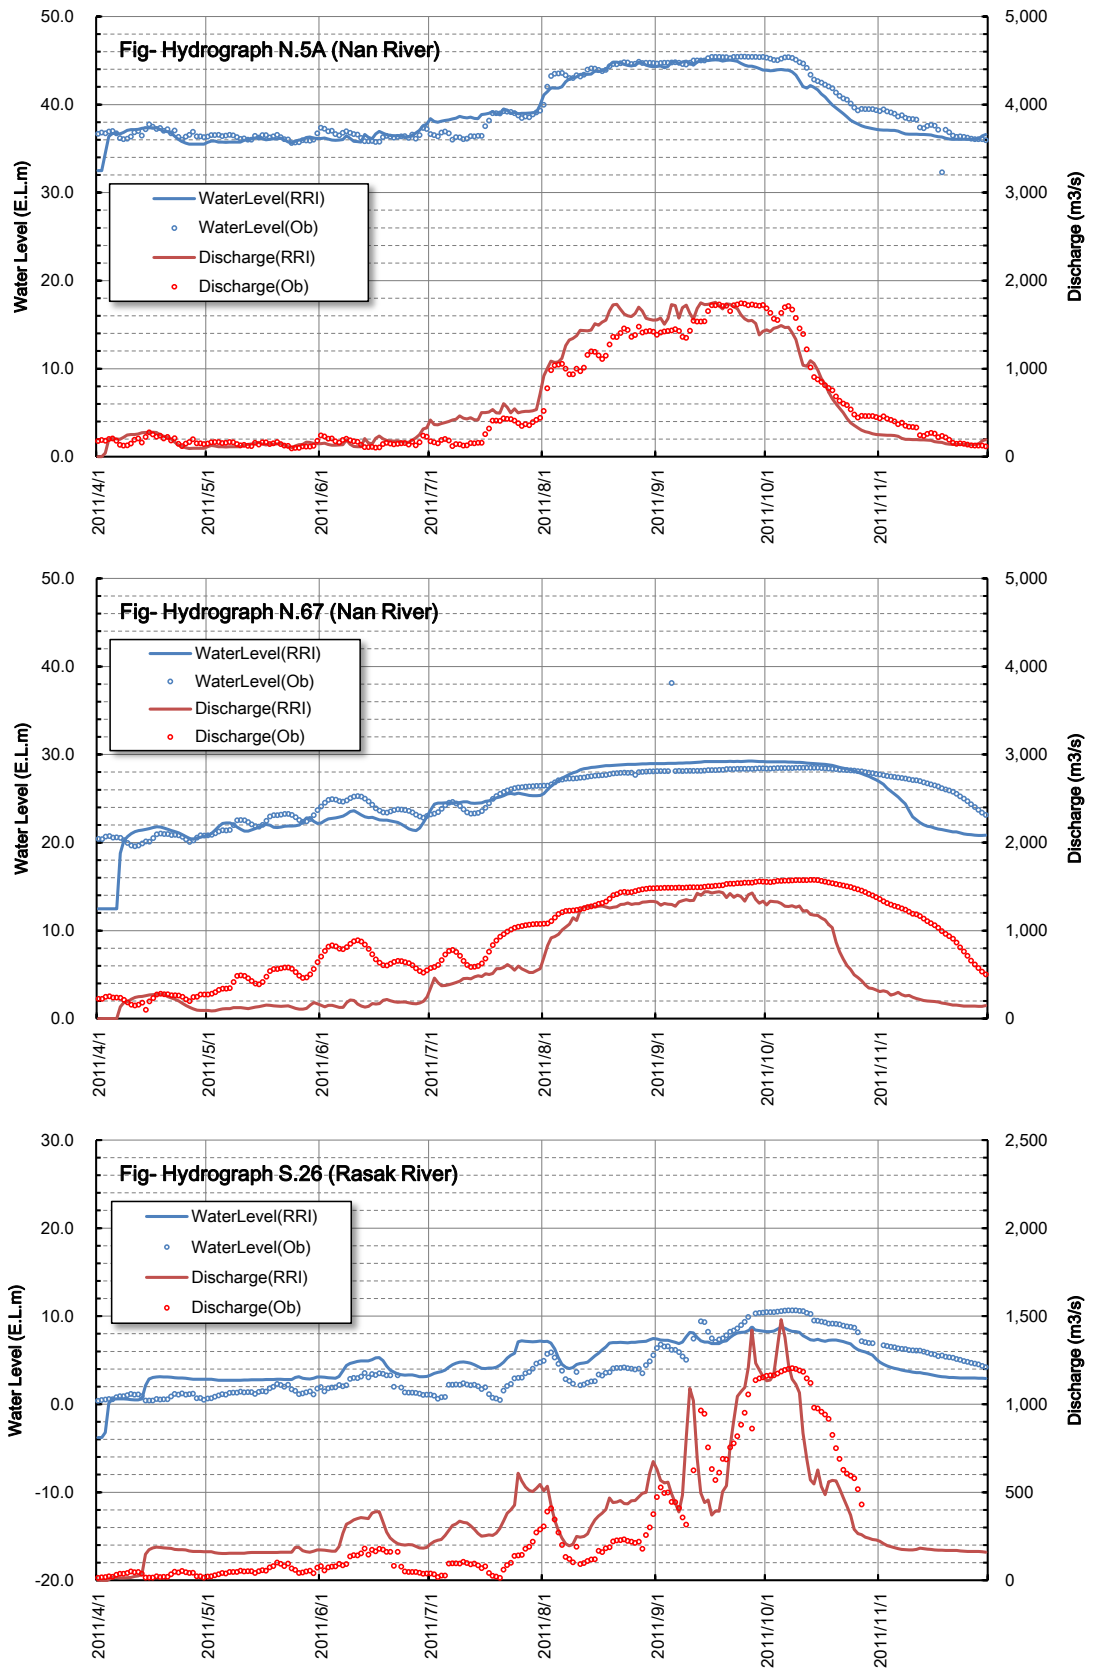 50.0
40.0
30.0
20.0
10.0
0.0
Water Level (E.L.m)
Fig- Hydrograph N.5A (Nan River)
WaterLevel(RRI)
WaterLevel(Ob)
Discharge(RRI)
Discharge(Ob)
5,000
4,000
3,000
2,000
1,000
0
Discharge (m3/s)
2011/4/1
2011/5/1
2011/6/1
2011/7/1
2011/8/1
2011/9/1
2011/10/1
2011/11/1
50.0
40.0
30.0
20.0
10.0
0.0
Water Level (E.L.m)
Fig- Hydrograph N.67 (Nan River)
WaterLevel(RRI)
WaterLevel(Ob)
Discharge(RRI)
Discharge(Ob)
5,000
4,000
3,000
2,000
1,000
0
Discharge (m3/s)
2011/4/1
2011/5/1
2011/6/1
2011/7/1
2011/8/1
2011/9/1
2011/10/1
2011/11/1
30.0
20.0
10.0
0.0
-10.0
-20.0
Water Level (E.L.m)
Fig- Hydrograph S.26 (Rasak River)
WaterLevel(RRI)
WaterLevel(Ob)
Discharge(RRI)
Discharge(Ob)
2,500
2,000
1,500
1,000
500
0
Discharge (m3/s)
2011/4/1
2011/5/1
2011/6/1
2011/7/1
2011/8/1
2011/9/1
2011/10/1
2011/11/1